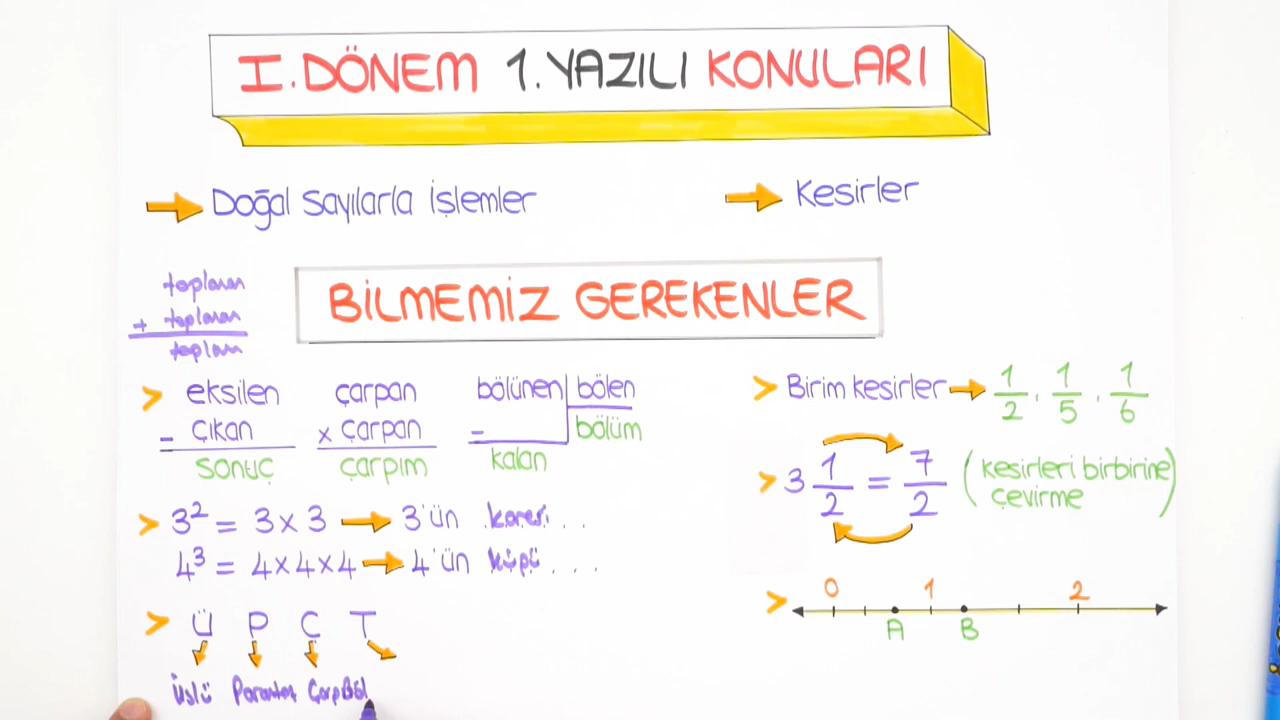 I. DÖNEM 1. YAZILI KONULARI
Doğal Sayılarla İşlemler
Kesirler
BİLMEMİZ GEREKENLER
toplanan
+ toplanan
toplam
> eksilen
- Çıkan
sonuç
çarpan
x Çarpan
Çarpım
bölünen bölen
- bölüm
kalan
> 3² = 3 x 3 → 3'ün karesi . .
4³ = 4 x 4 x 4 → 4'ün küpü . . .
> Ü P Ç T
Üslü Parantez ÇarpBöl
> Birim kesirler → 1/2 . 1/5 . 1/6
> 3 1/2 = 7/2 (kesirleri birbirine
çevirme)
> 0 1 2
A B